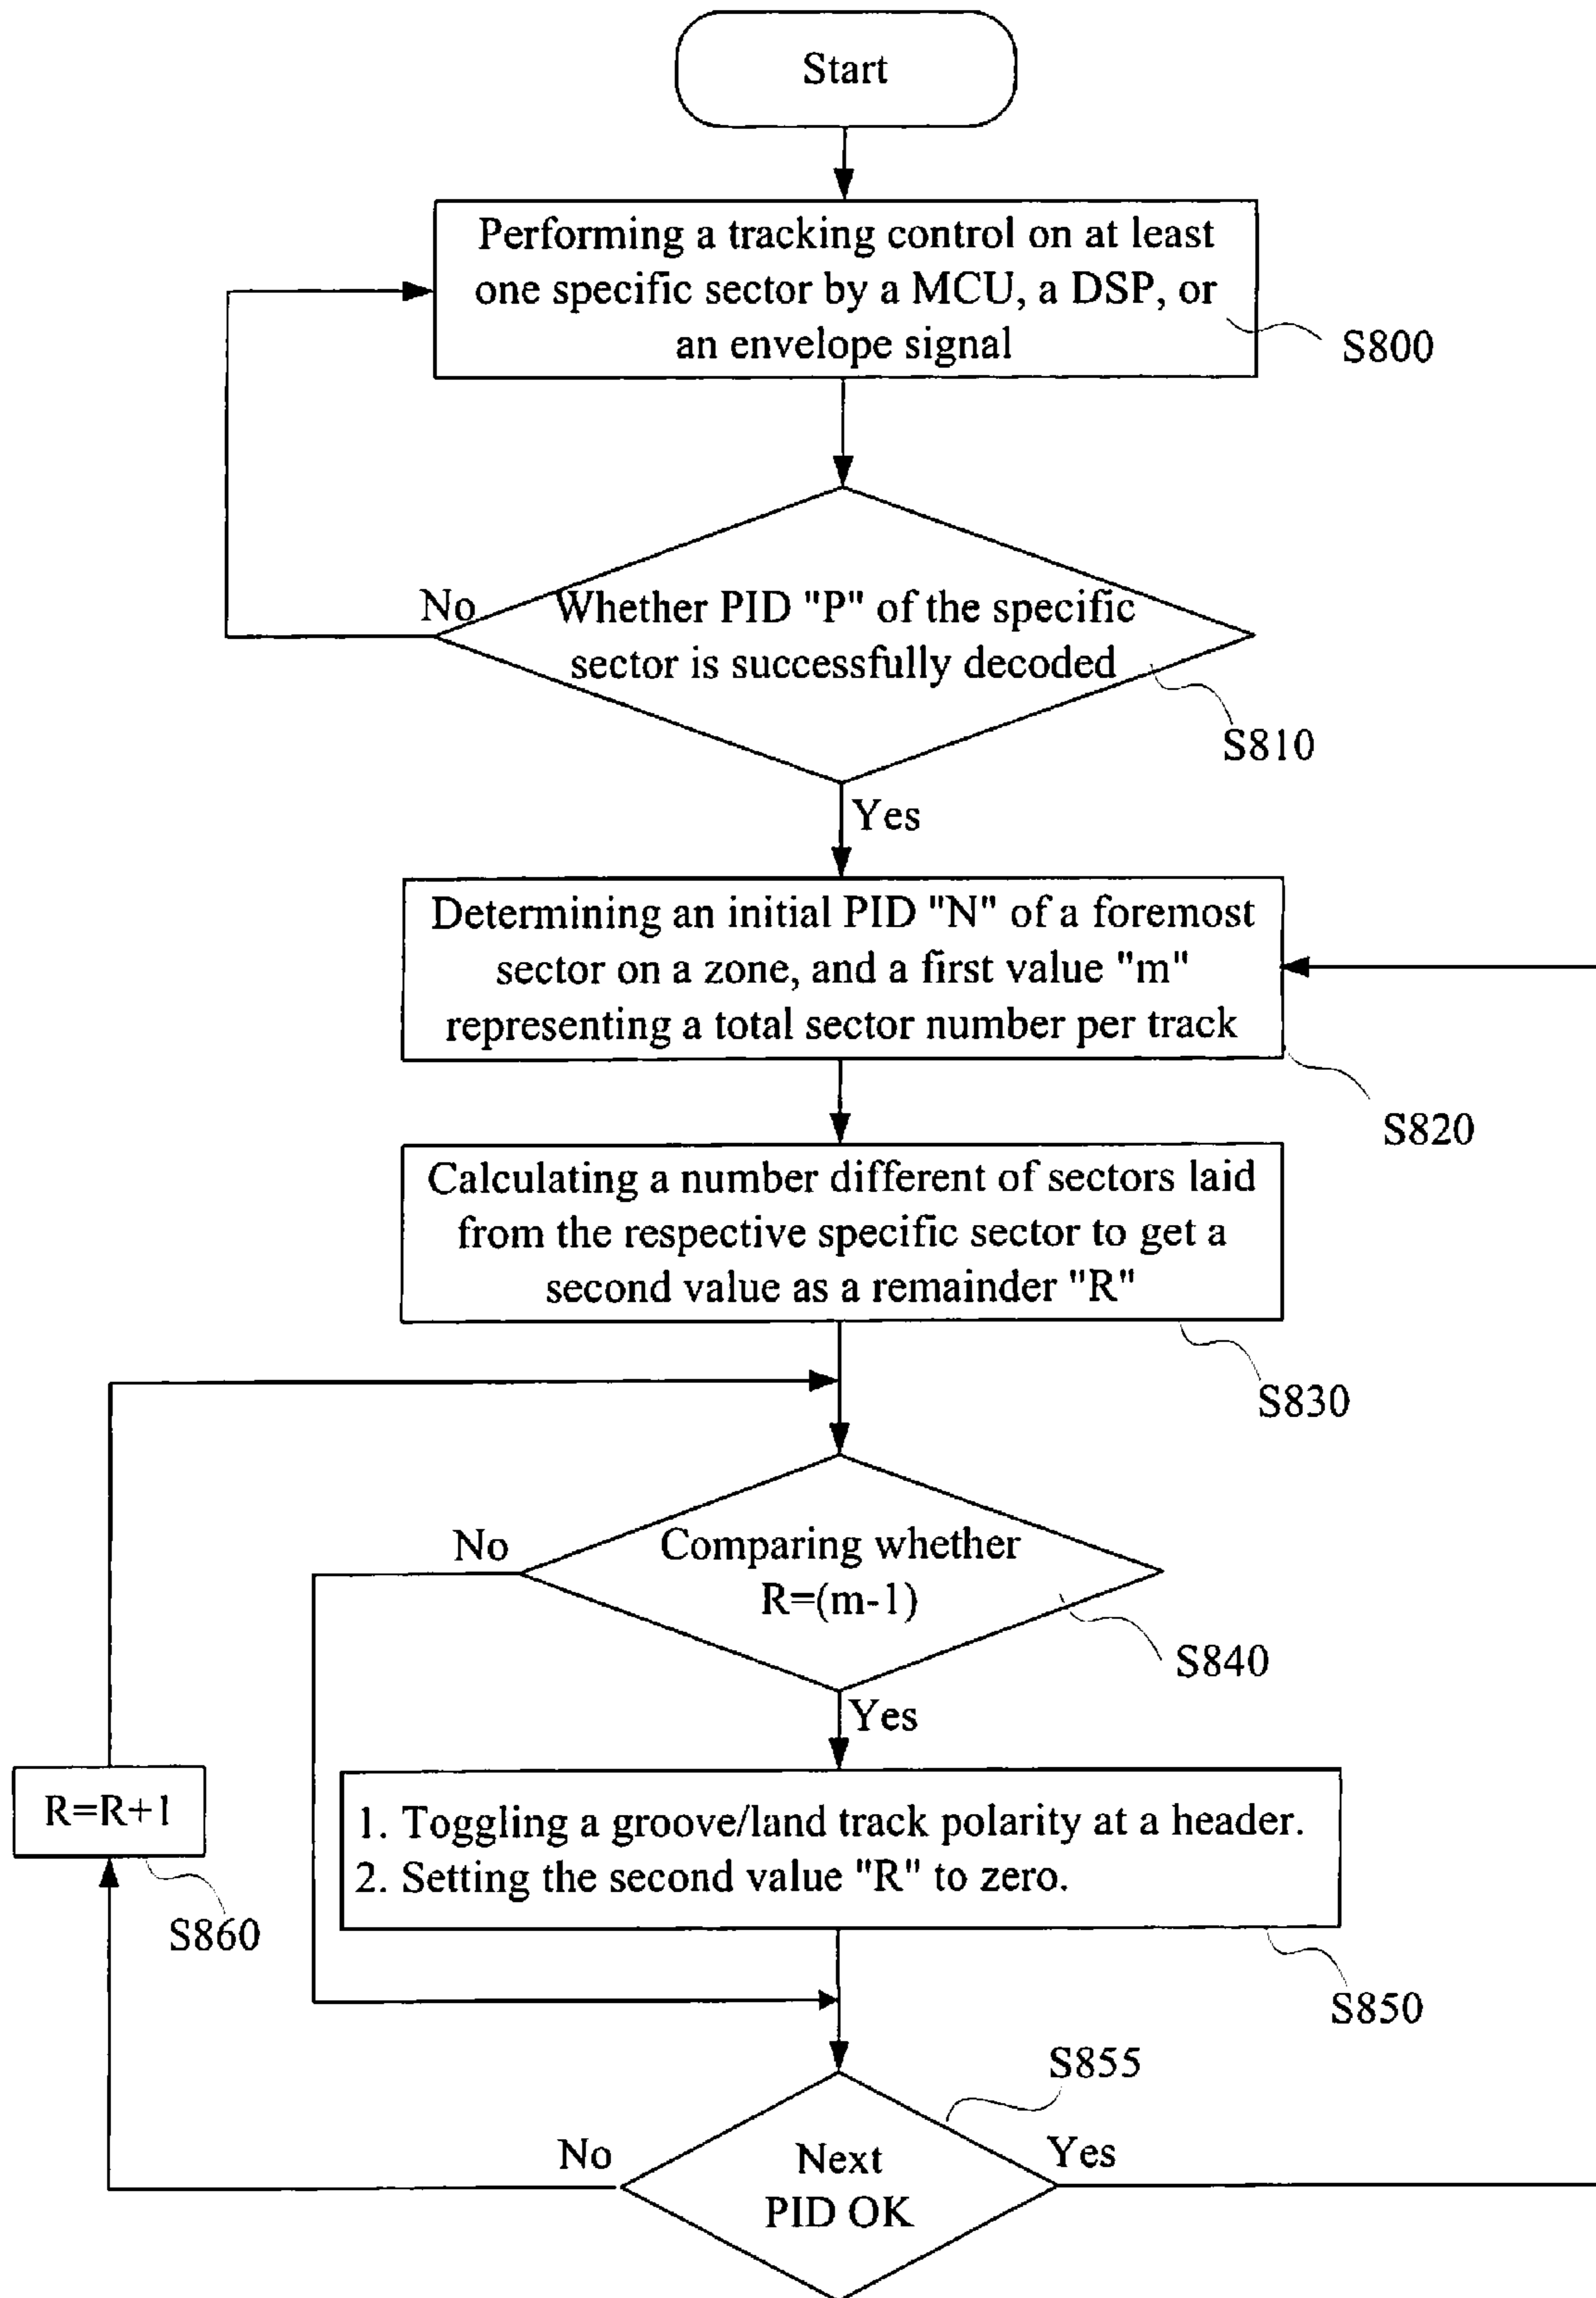 Start
Performing a tracking control on at least
one specific sector by a MCU, a DSP, or
an envelope signal
S800
No
Whether PID "P" of the specific
sector is successfully decoded
S810
Yes
Determining an initial PID "N" of a foremost
sector on a zone, and a first value "m"
representing a total sector number per track
S820
Calculating a number different of sectors laid
from the respective specific sector to get a
second value as a remainder "R"
S830
No
Comparing whether
R=(m-1)
S840
Yes
R=R+1
S860
1. Toggling a groove/land track polarity at a header.
2. Setting the second value "R" to zero.
S850
S855
No
Next
PID OK
Yes